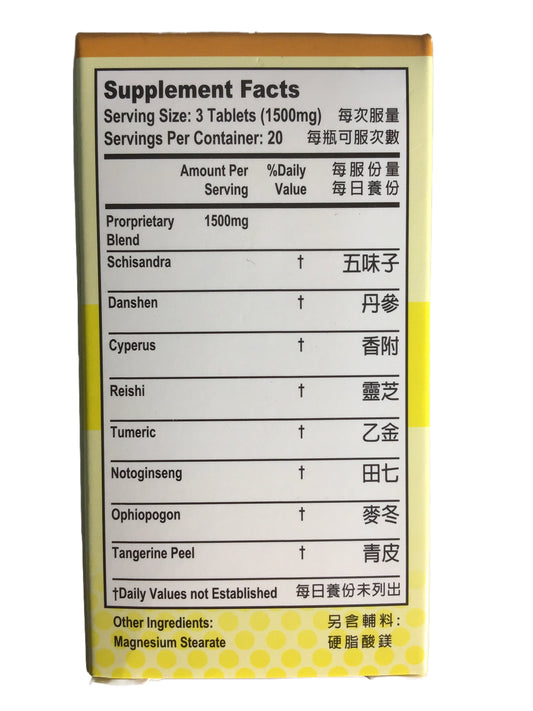 Supplement Facts
Serving Size: 3 Tablets (1500mg) 每次服量
Servings Per Container: 20 每瓶可服次數
Amount Per %Daily 每服份量
Serving Value 每日養份
Prorprietary 1500mg
Blend
Schisandra † 五味子
Danshen † 丹參
Cyperus † 香附
Reishi † 靈芝
Tumeric † 乙金
Notoginseng † 田七
Ophiopogon † 麥冬
Tangerine Peel † 青皮
†Daily Values not Established 每日養份未列出
Other Ingredients: 另含輔料:
Magnesium Stearate 硬脂酸鎂